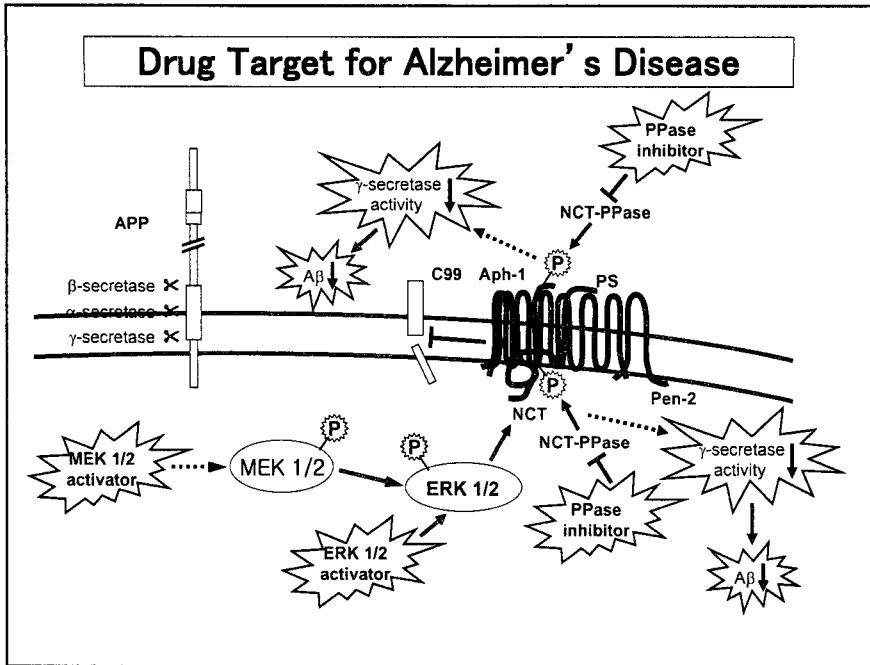 Drug Target for Alzheimer's Disease
PPase
inhibitor
γ-secretase
activity
NCT-PPase
APP
P
Aβ
C99
Aph-1
PS
β-secretase
α-secretase
γ-secretase
P
Pen-2
NCT
P
NCT-PPase
MEK 1/2
activator
MEK 1/2
P
ERK 1/2
γ-secretase
activity
PPase
inhibitor
ERK 1/2
activator
Aβ